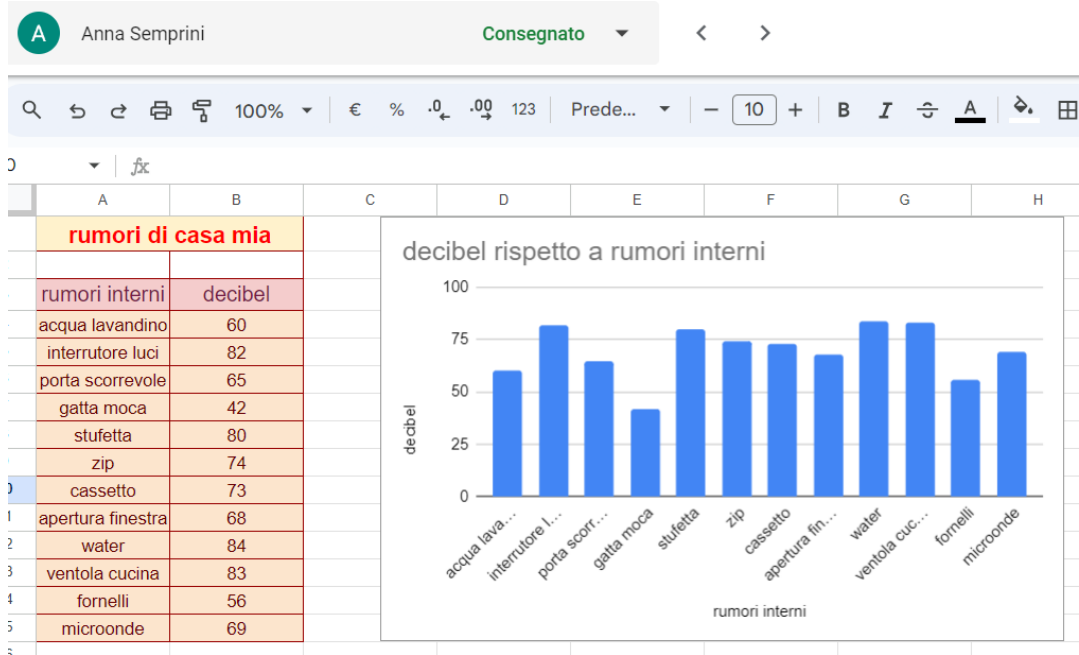 A Anna Semprini Consegnato
100% € % .0 .00 123 Prede... 10 B I A
fx
A B C D E F G H
rumori di casa mia
rumori interni decibel
acqua lavandino 60
interrutore luci 82
porta scorrevole 65
gatta moca 42
stufetta 80
zip 74
cassetto 73
apertura finestra 68
water 84
ventola cucina 83
fornelli 56
microonde 69
decibel rispetto a rumori interni
100
75
50
25
0
decibel
acqua lava...
interrutore l...
porta scorr...
gatta moca
stufetta
zip
cassetto
apertura fin...
water
ventola cuc...
fornelli
microonde
rumori interni